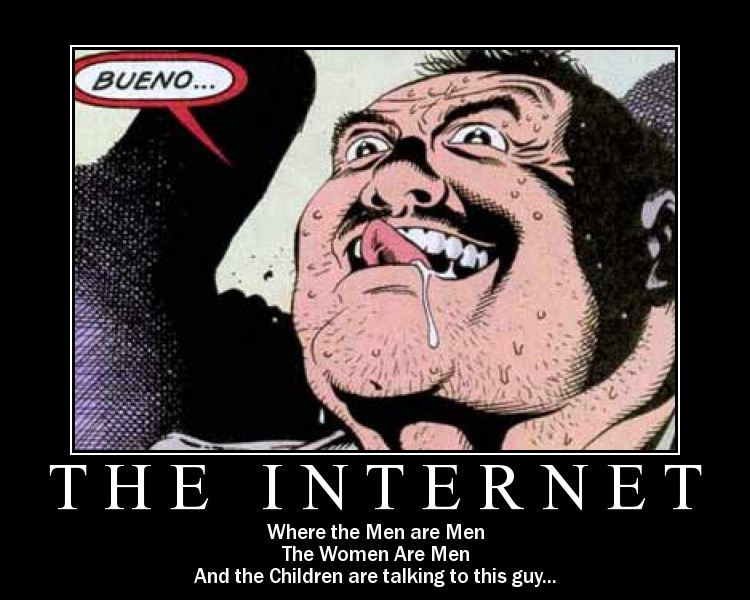 BUENO...
THE INTERNET
Where the Men are Men
The Women Are Men
And the Children are talking to this guy...